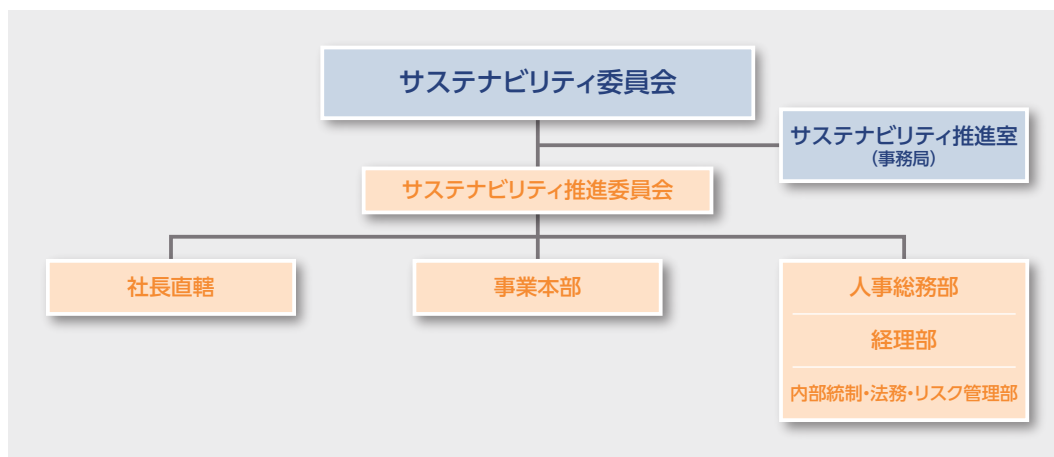 サステナビリティ委員会
サステナビリティ推進室
(事務局)
サステナビリティ推進委員会
社長直轄
事業本部
人事総務部
経理部
内部統制・法務・リスク管理部